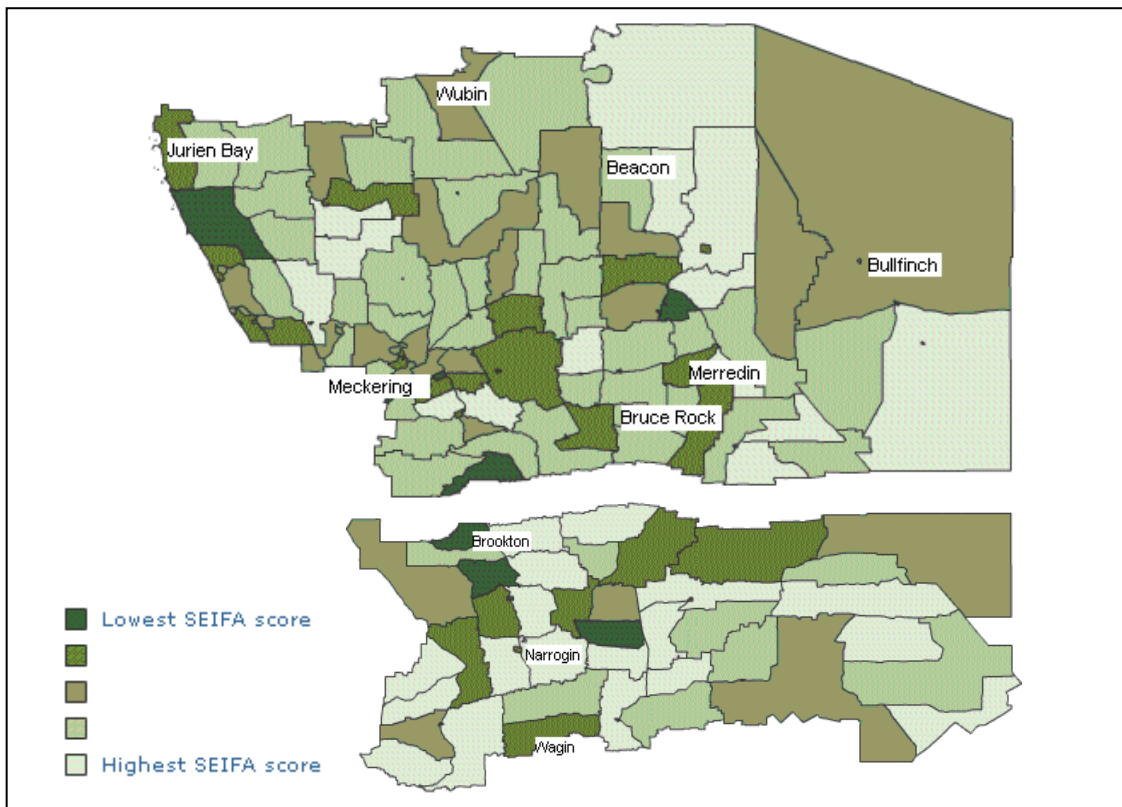 Wubin
Jurien Bay
Beacon
Bullfinch
Merredin
Meckering
Bruce Rock
Brookton
Lowest SEIFA score
Narrogin
Wagin
Highest SEIFA score